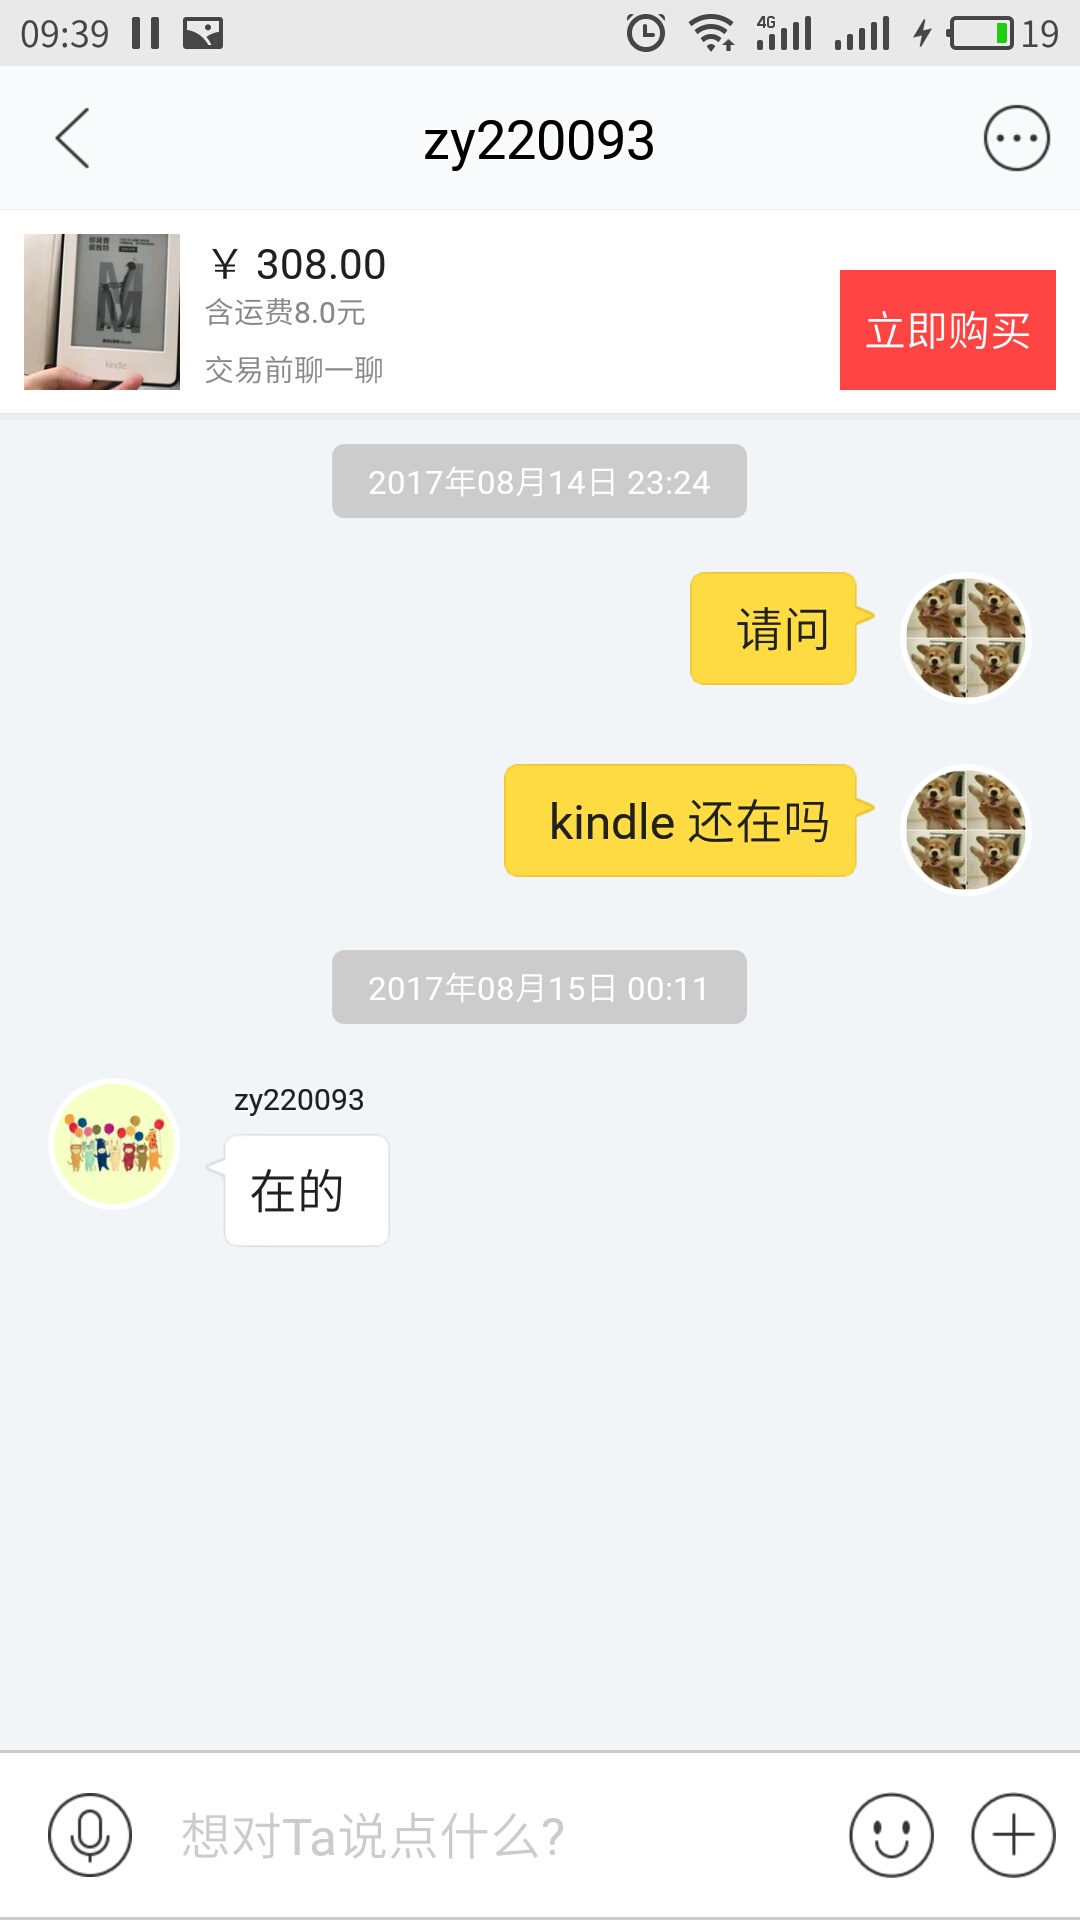 09:39
4G
19
zy220093
¥ 308.00
含运费8.0元
交易前聊一聊
立即购买
kindle
2017年08月14日 23:24
请问
kindle 还在吗
2017年08月15日 00:11
zy220093
在的
想对Ta说点什么?